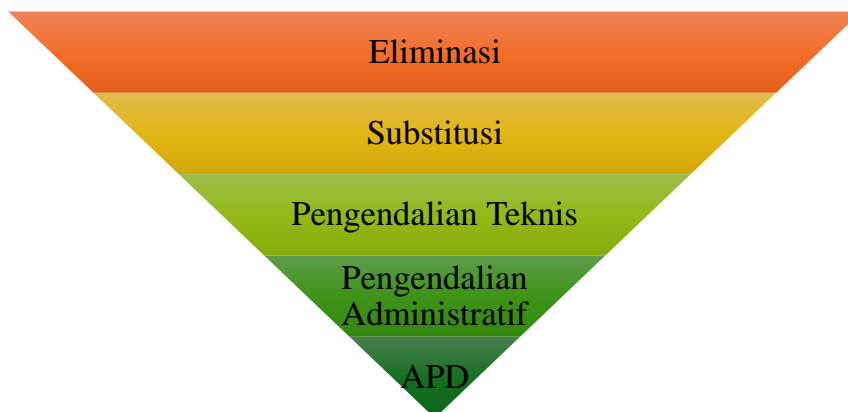 Eliminasi
Substitusi
Pengendalian Teknis
Pengendalian
Administratif
APD